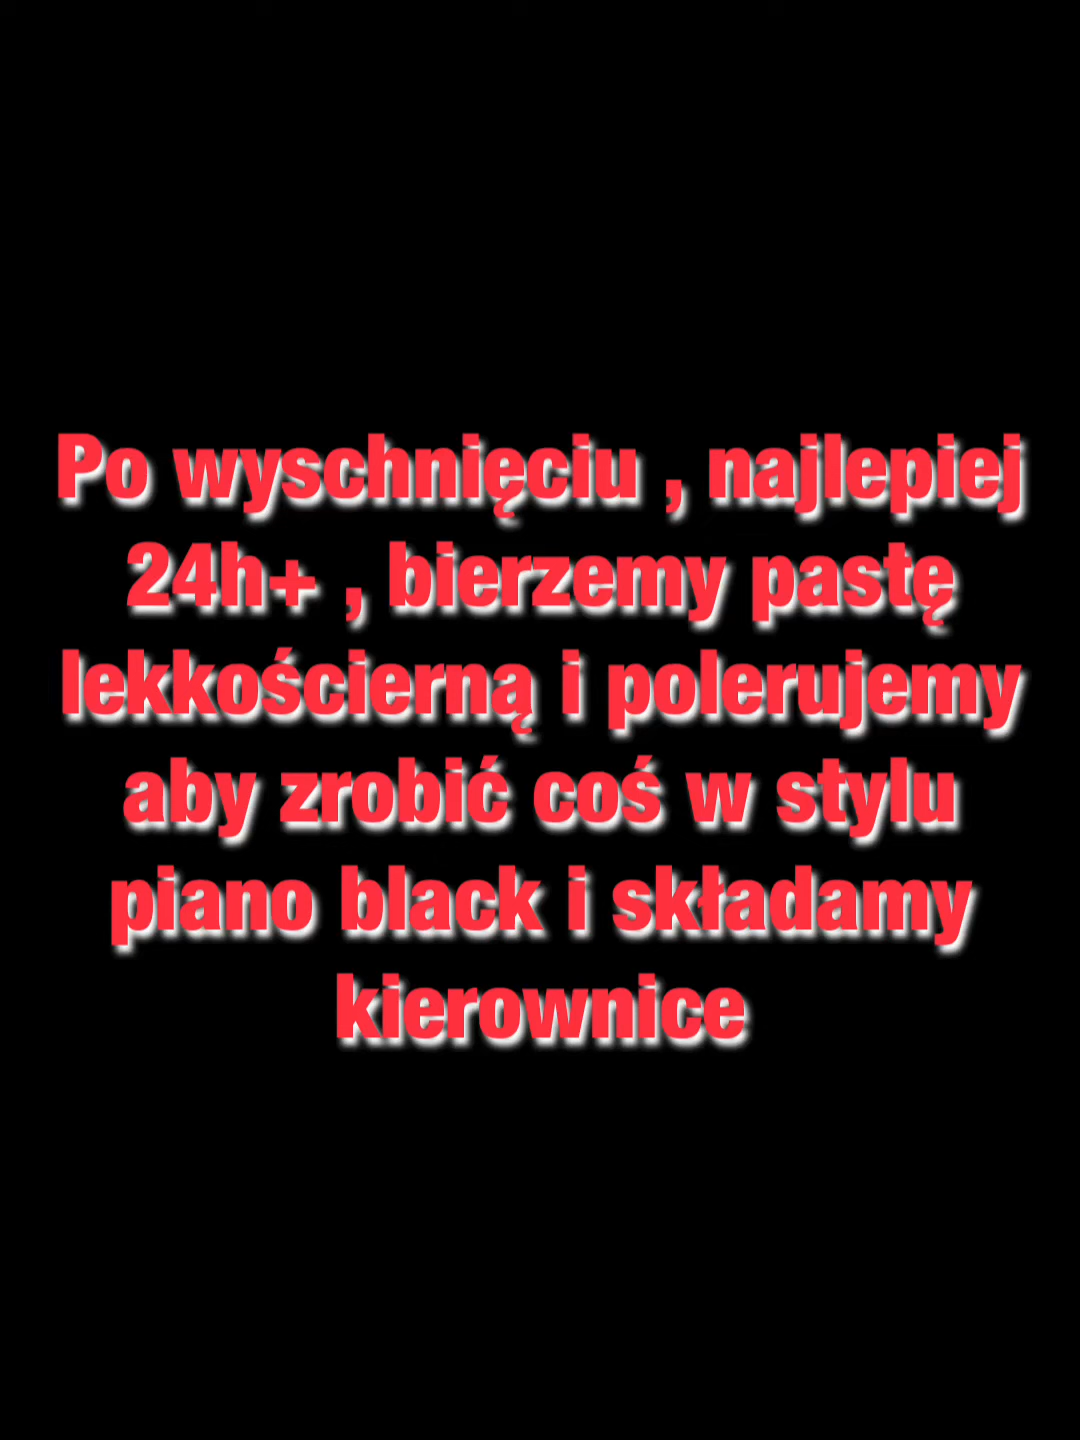 Po wyschnięciu , najlepiej
24h+ , bierzemy pastę
lekkościerną i polerujemy
aby zrobić coś w stylu
piano black i składamy
kierownice